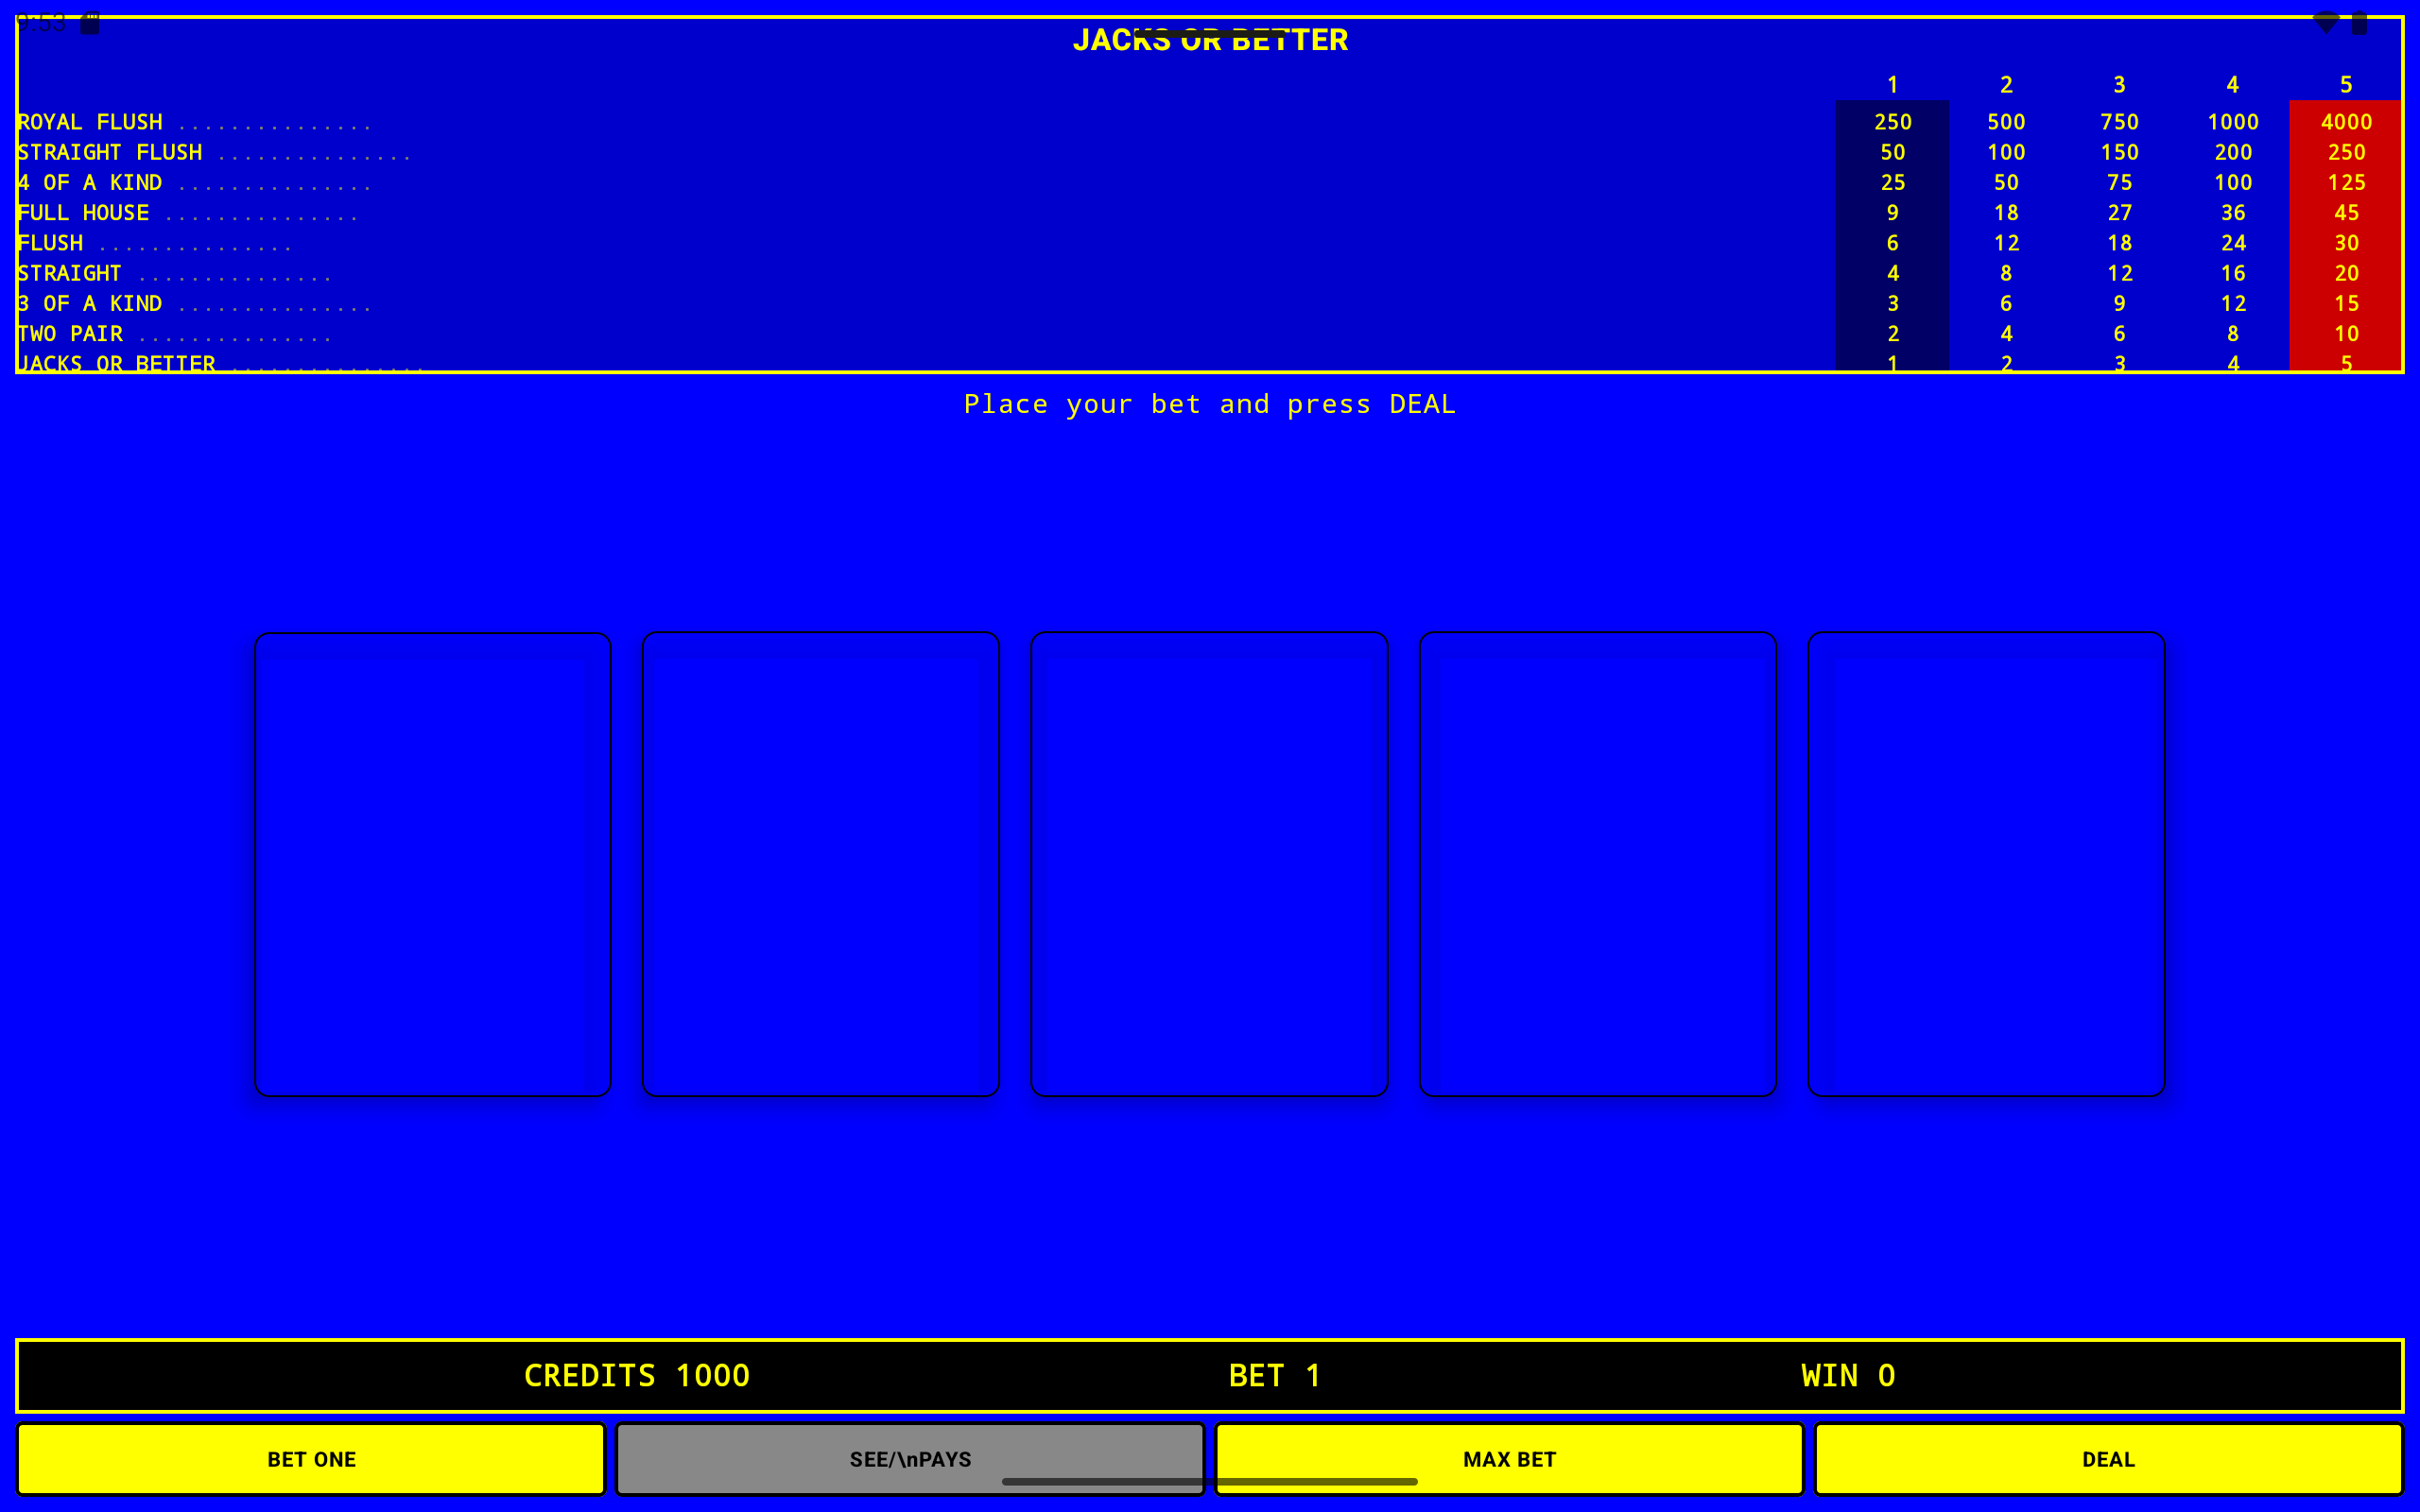 9:53
JACKS OR BETTER
1 2 3 4 5
ROYAL FLUSH ............... 250 500 750 1000 4000
STRAIGHT FLUSH ............... 50 100 150 200 250
4 OF A KIND ............... 25 50 75 100 125
FULL HOUSE ............... 9 18 27 36 45
FLUSH ............... 6 12 18 24 30
STRAIGHT ............... 4 8 12 16 20
3 OF A KIND ............... 3 6 9 12 15
TWO PAIR ............... 2 4 6 8 10
JACKS OR BETTER ............... 1 2 3 4 5
Place your bet and press DEAL
CREDITS 1000 BET 1 WIN 0
BET ONE SEE/\nPAYS MAX BET DEAL